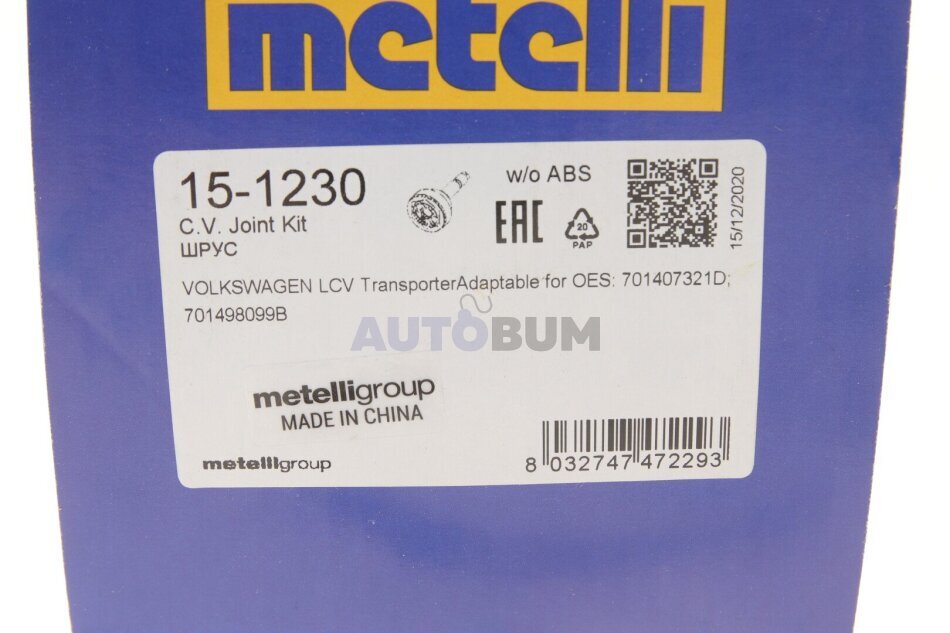 metelli
15-1230
C.V. Joint Kit
ШРУС
w/o ABS
EAC
20
PAP
15/12/2020
VOLKSWAGEN LCV TransporterAdaptable for OES: 701407321D;
701498099B
AUTOBUM
metelligroup
MADE IN CHINA
metelligroup
8 032747 472293